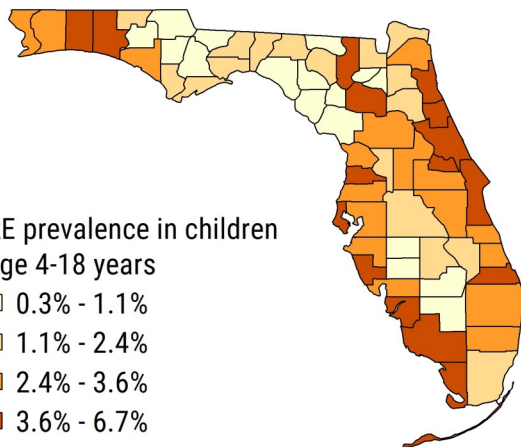 E prevalence in children
ge 4-18 years
0.3% - 1.1%
1.1% - 2.4%
2.4% - 3.6%
3.6% - 6.7%